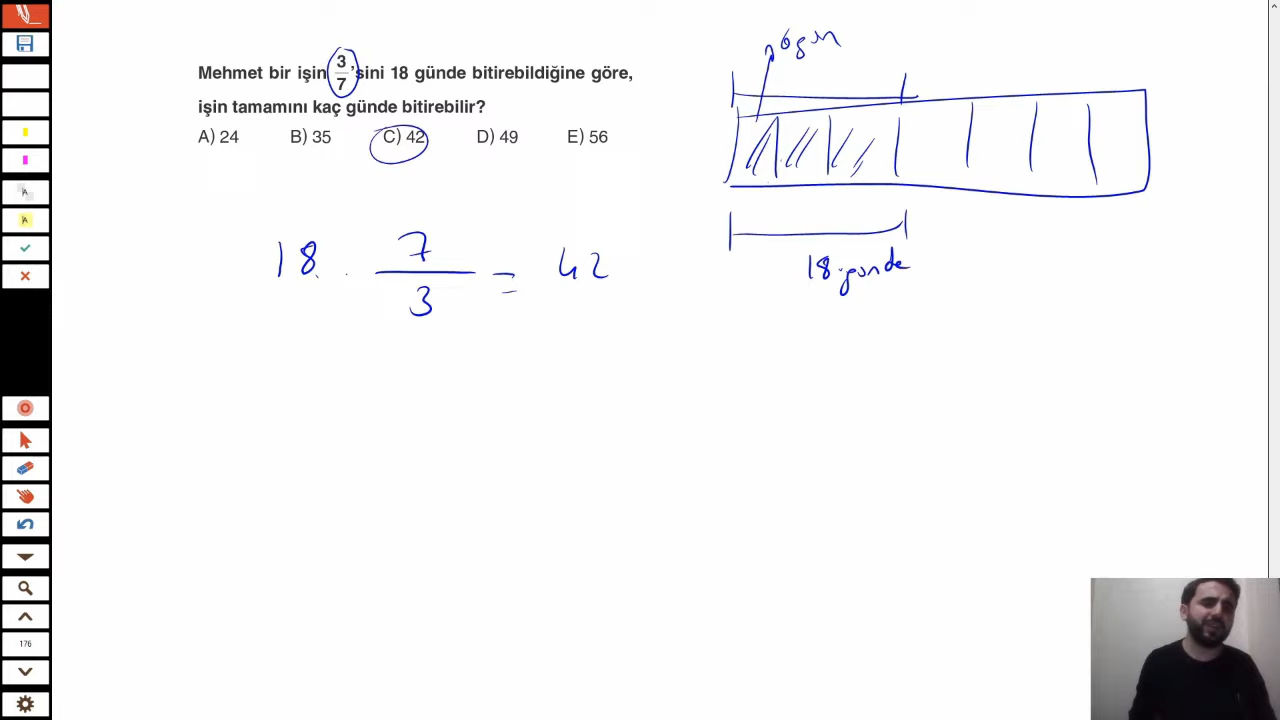 Mehmet bir işin 3/7'sini 18 günde bitirebildiğine göre,
işin tamamını kaç günde bitirebilir?
A) 24 B) 35 C) 42 D) 49 E) 56
18 · 7/3 = 42
6 gün
18 günde
A
A
176